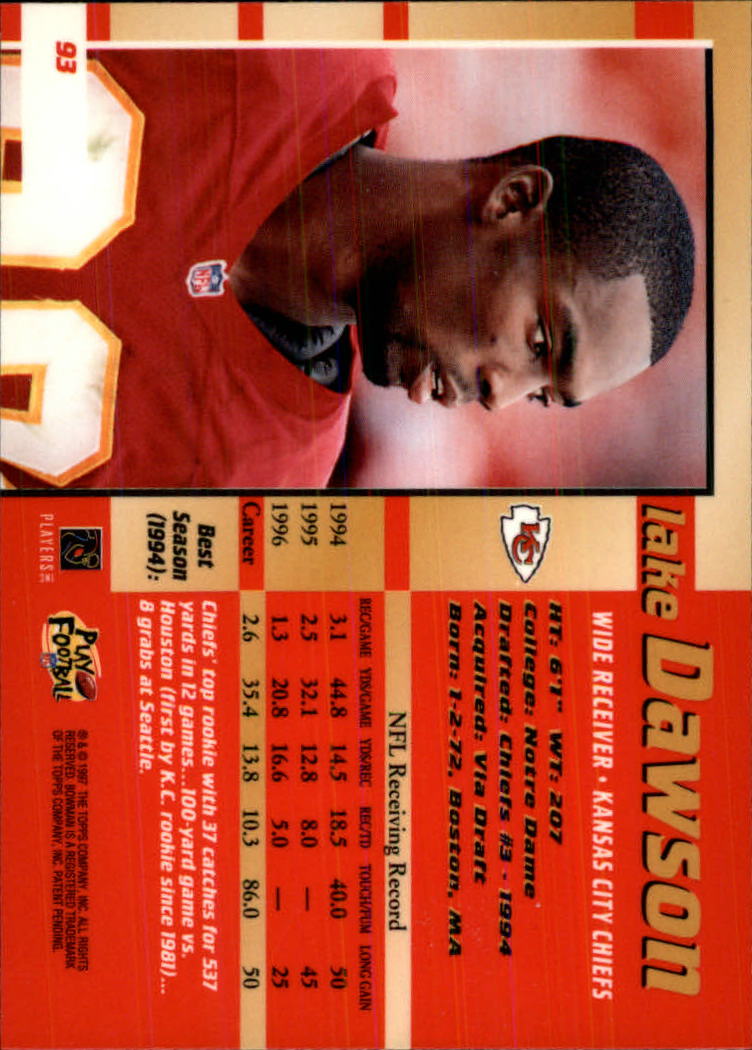 93
lake Dawson
WIDE RECEIVER • KANSAS CITY CHIEFS
KC
HT: 6'1" WT: 207
College: Notre Dame
Drafted: Chiefs #3 - 1994
Acquired: Via Draft
Born: 1-2-72, Boston, MA
NFL Receiving Record
REC/GAME YDS/GAME YDS/REC REC/TD TOUCH/FUM LONG GAIN
1994 3.1 44.8 14.5 18.5 40.0 50
1995 2.5 32.1 12.8 8.0 — 45
1996 1.3 20.8 16.6 5.0 — 25
Career 2.6 35.4 13.8 10.3 86.0 50
Best
Season
(1994):
Chiefs' top rookie with 37 catches for 537
yards in 12 games...100-yard game vs.
Houston (first by K.C. rookie since 1981)...
8 grabs at Seattle.
PLAYERS INC
PLAY
FOOTBALL
NFL
® & © 1997 THE TOPPS COMPANY, INC. ALL RIGHTS
RESERVED. BOWMAN IS A REGISTERED TRADEMARK
OF THE TOPPS COMPANY, INC. PATENT PENDING.
NFL